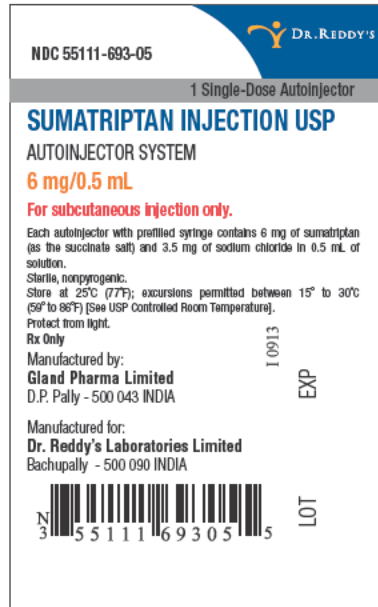 DR.REDDY'S
NDC 55111-693-05
1 Single-Dose Autoinjector
SUMATRIPTAN INJECTION USP
AUTOINJECTOR SYSTEM
6 mg/0.5 mL
For subcutaneous injection only.
Each autoinjector with prefilled syringe contains 6 mg of sumatriptan
(as the succinate salt) and 3.5 mg of sodium chloride in 0.5 mL of
solution.
Sterile, nonpyrogenic.
Store at 25°C (77°F); excursions permitted between 15° to 30°C
(59° to 86°F) [See USP Controlled Room Temperature].
Protect from light.
Rx Only
Manufactured by:
Gland Pharma Limited
D.P. Pally - 500 043 INDIA
Manufactured for:
Dr. Reddy's Laboratories Limited
Bachupally - 500 090 INDIA
I 0913
EXP
LOT
N
3 55111 69305 5